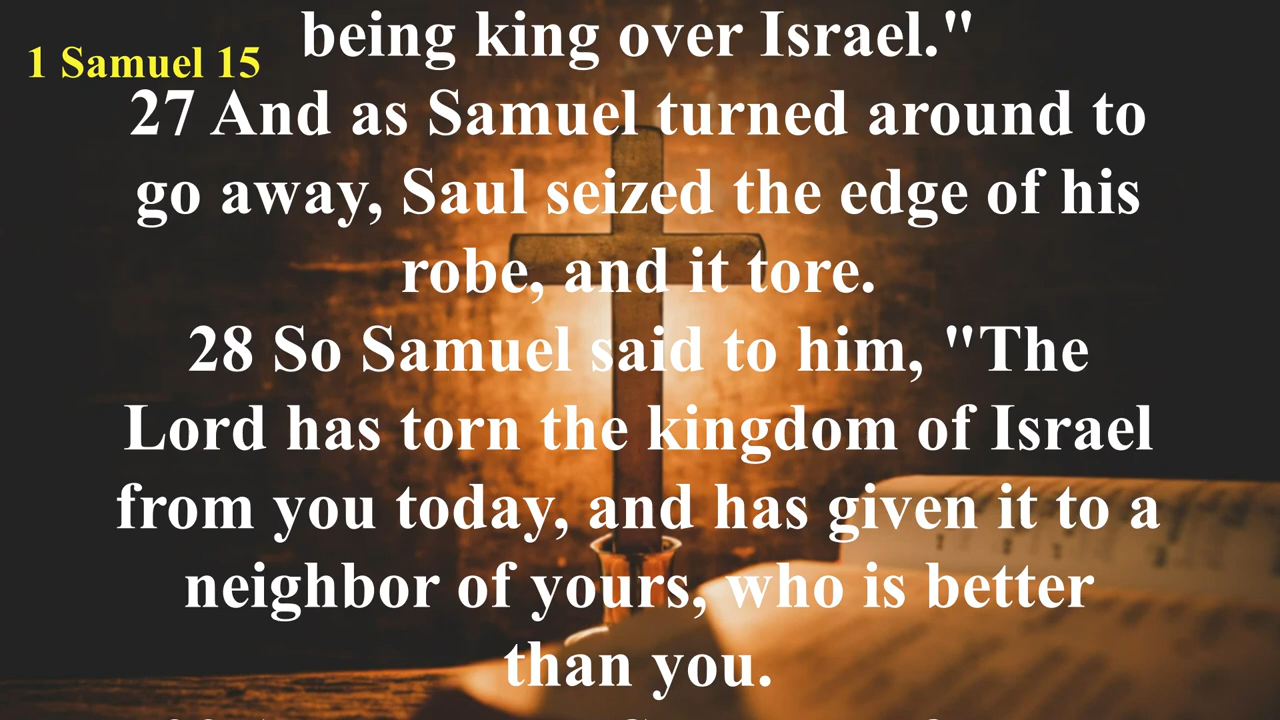 being king over Israel."
1 Samuel 15
27 And as Samuel turned around to
go away, Saul seized the edge of his
robe, and it tore.
28 So Samuel said to him, "The
Lord has torn the kingdom of Israel
from you today, and has given it to a
neighbor of yours, who is better
than you.